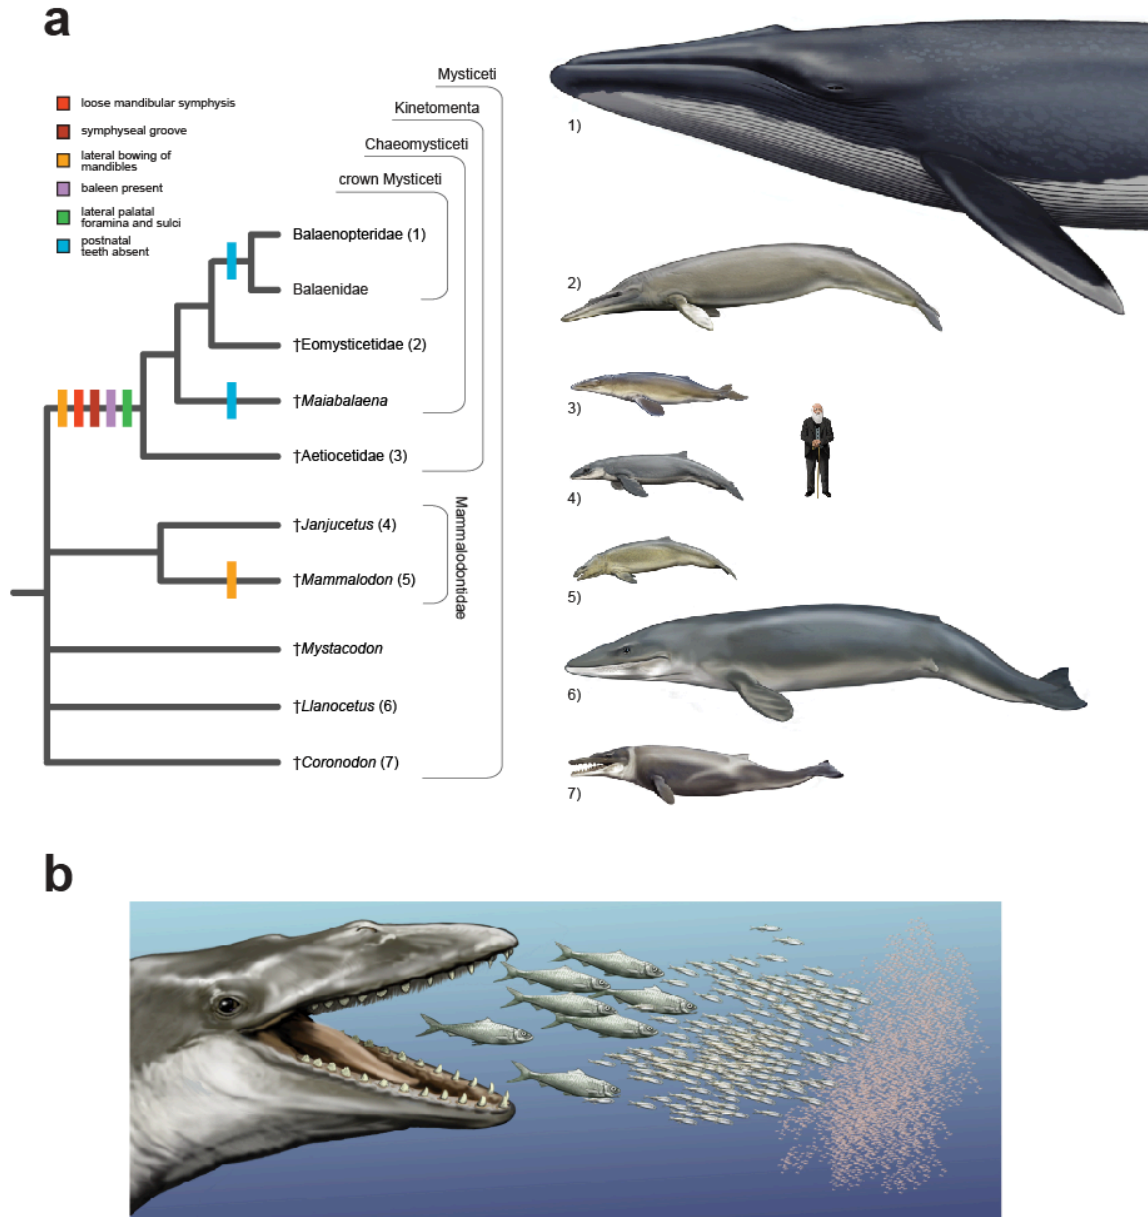 a
Mysticeti
Kinetomenta
Chaeomysticeti
crown Mysticeti
loose mandibular symphysis
symphyseal groove
lateral bowing of
mandibles
baleen present
lateral palatal
foramina and sulci
postnatal
teeth absent
Balaenopteridae (1)
Balaenidae
†Eomysticetidae (2)
†Maiabalaena
†Aetiocetidae (3)
†Janjucetus (4)
†Mammalodon (5)
Mammalodontidae
†Mystacodon
†Llanocetus (6)
†Coronodon (7)
1)
2)
3)
4)
5)
6)
7)
b